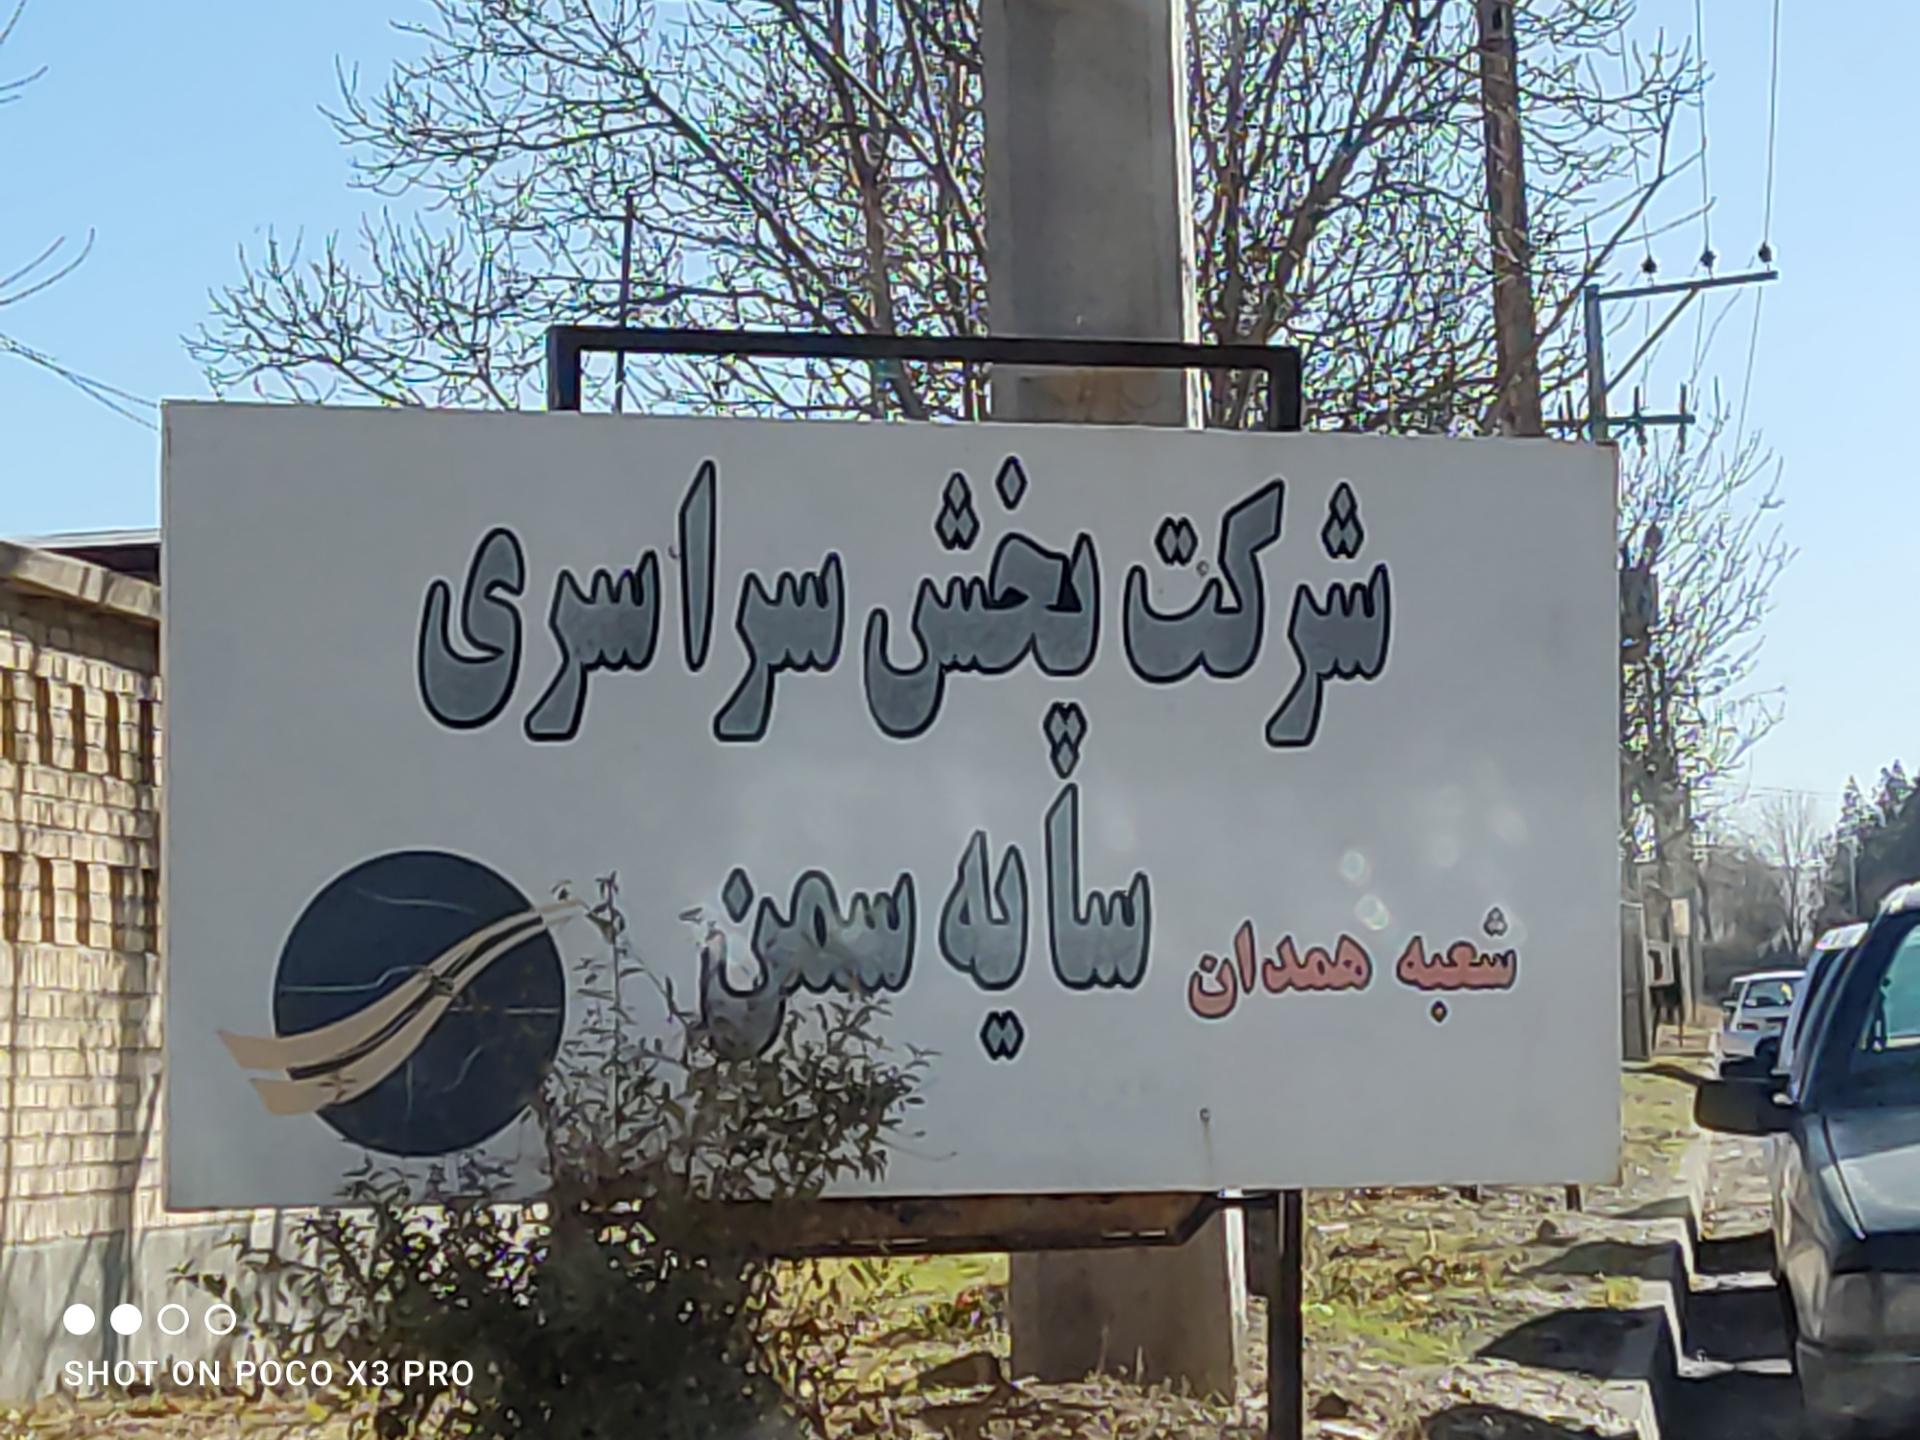 شرکت پخش سراسری
سایه سمن
شعبه همدان
SHOT ON POCO X3 PRO